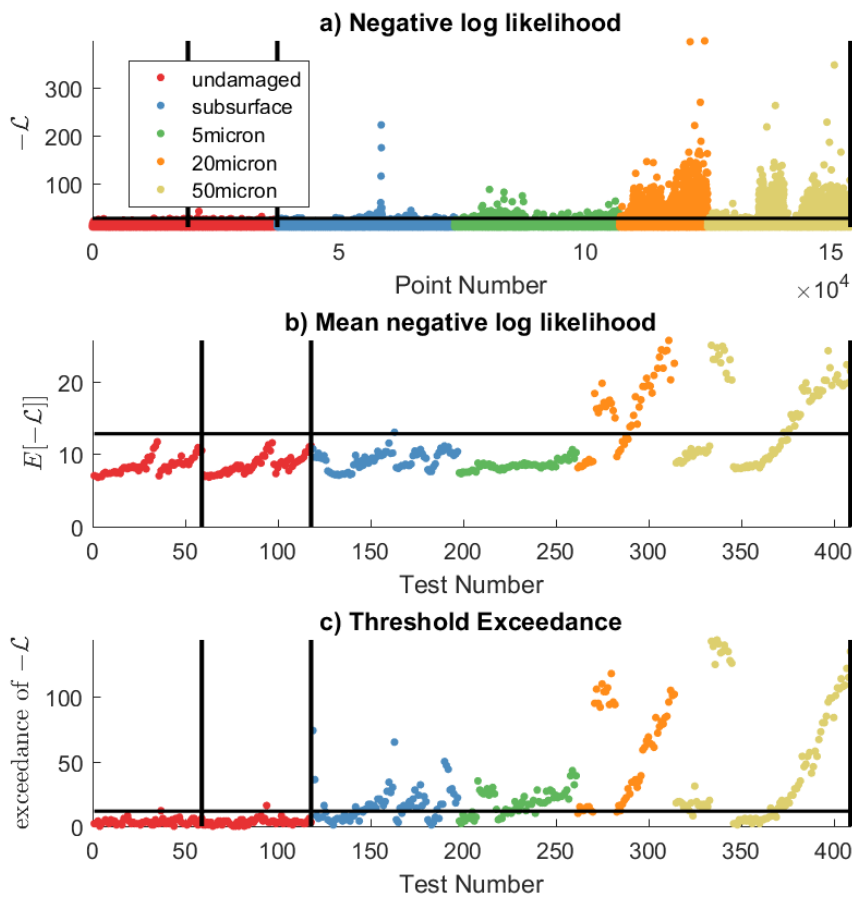 a) Negative log likelihood
−ℒ
300
200
100
undamaged
subsurface
5micron
20micron
50micron
0 5 10 15
Point Number
×10⁴
b) Mean negative log likelihood
E[−ℒ]]
20
10
0
0 50 100 150 200 250 300 350 400
Test Number
c) Threshold Exceedance
exceedance of −ℒ
100
50
0
0 50 100 150 200 250 300 350 400
Test Number